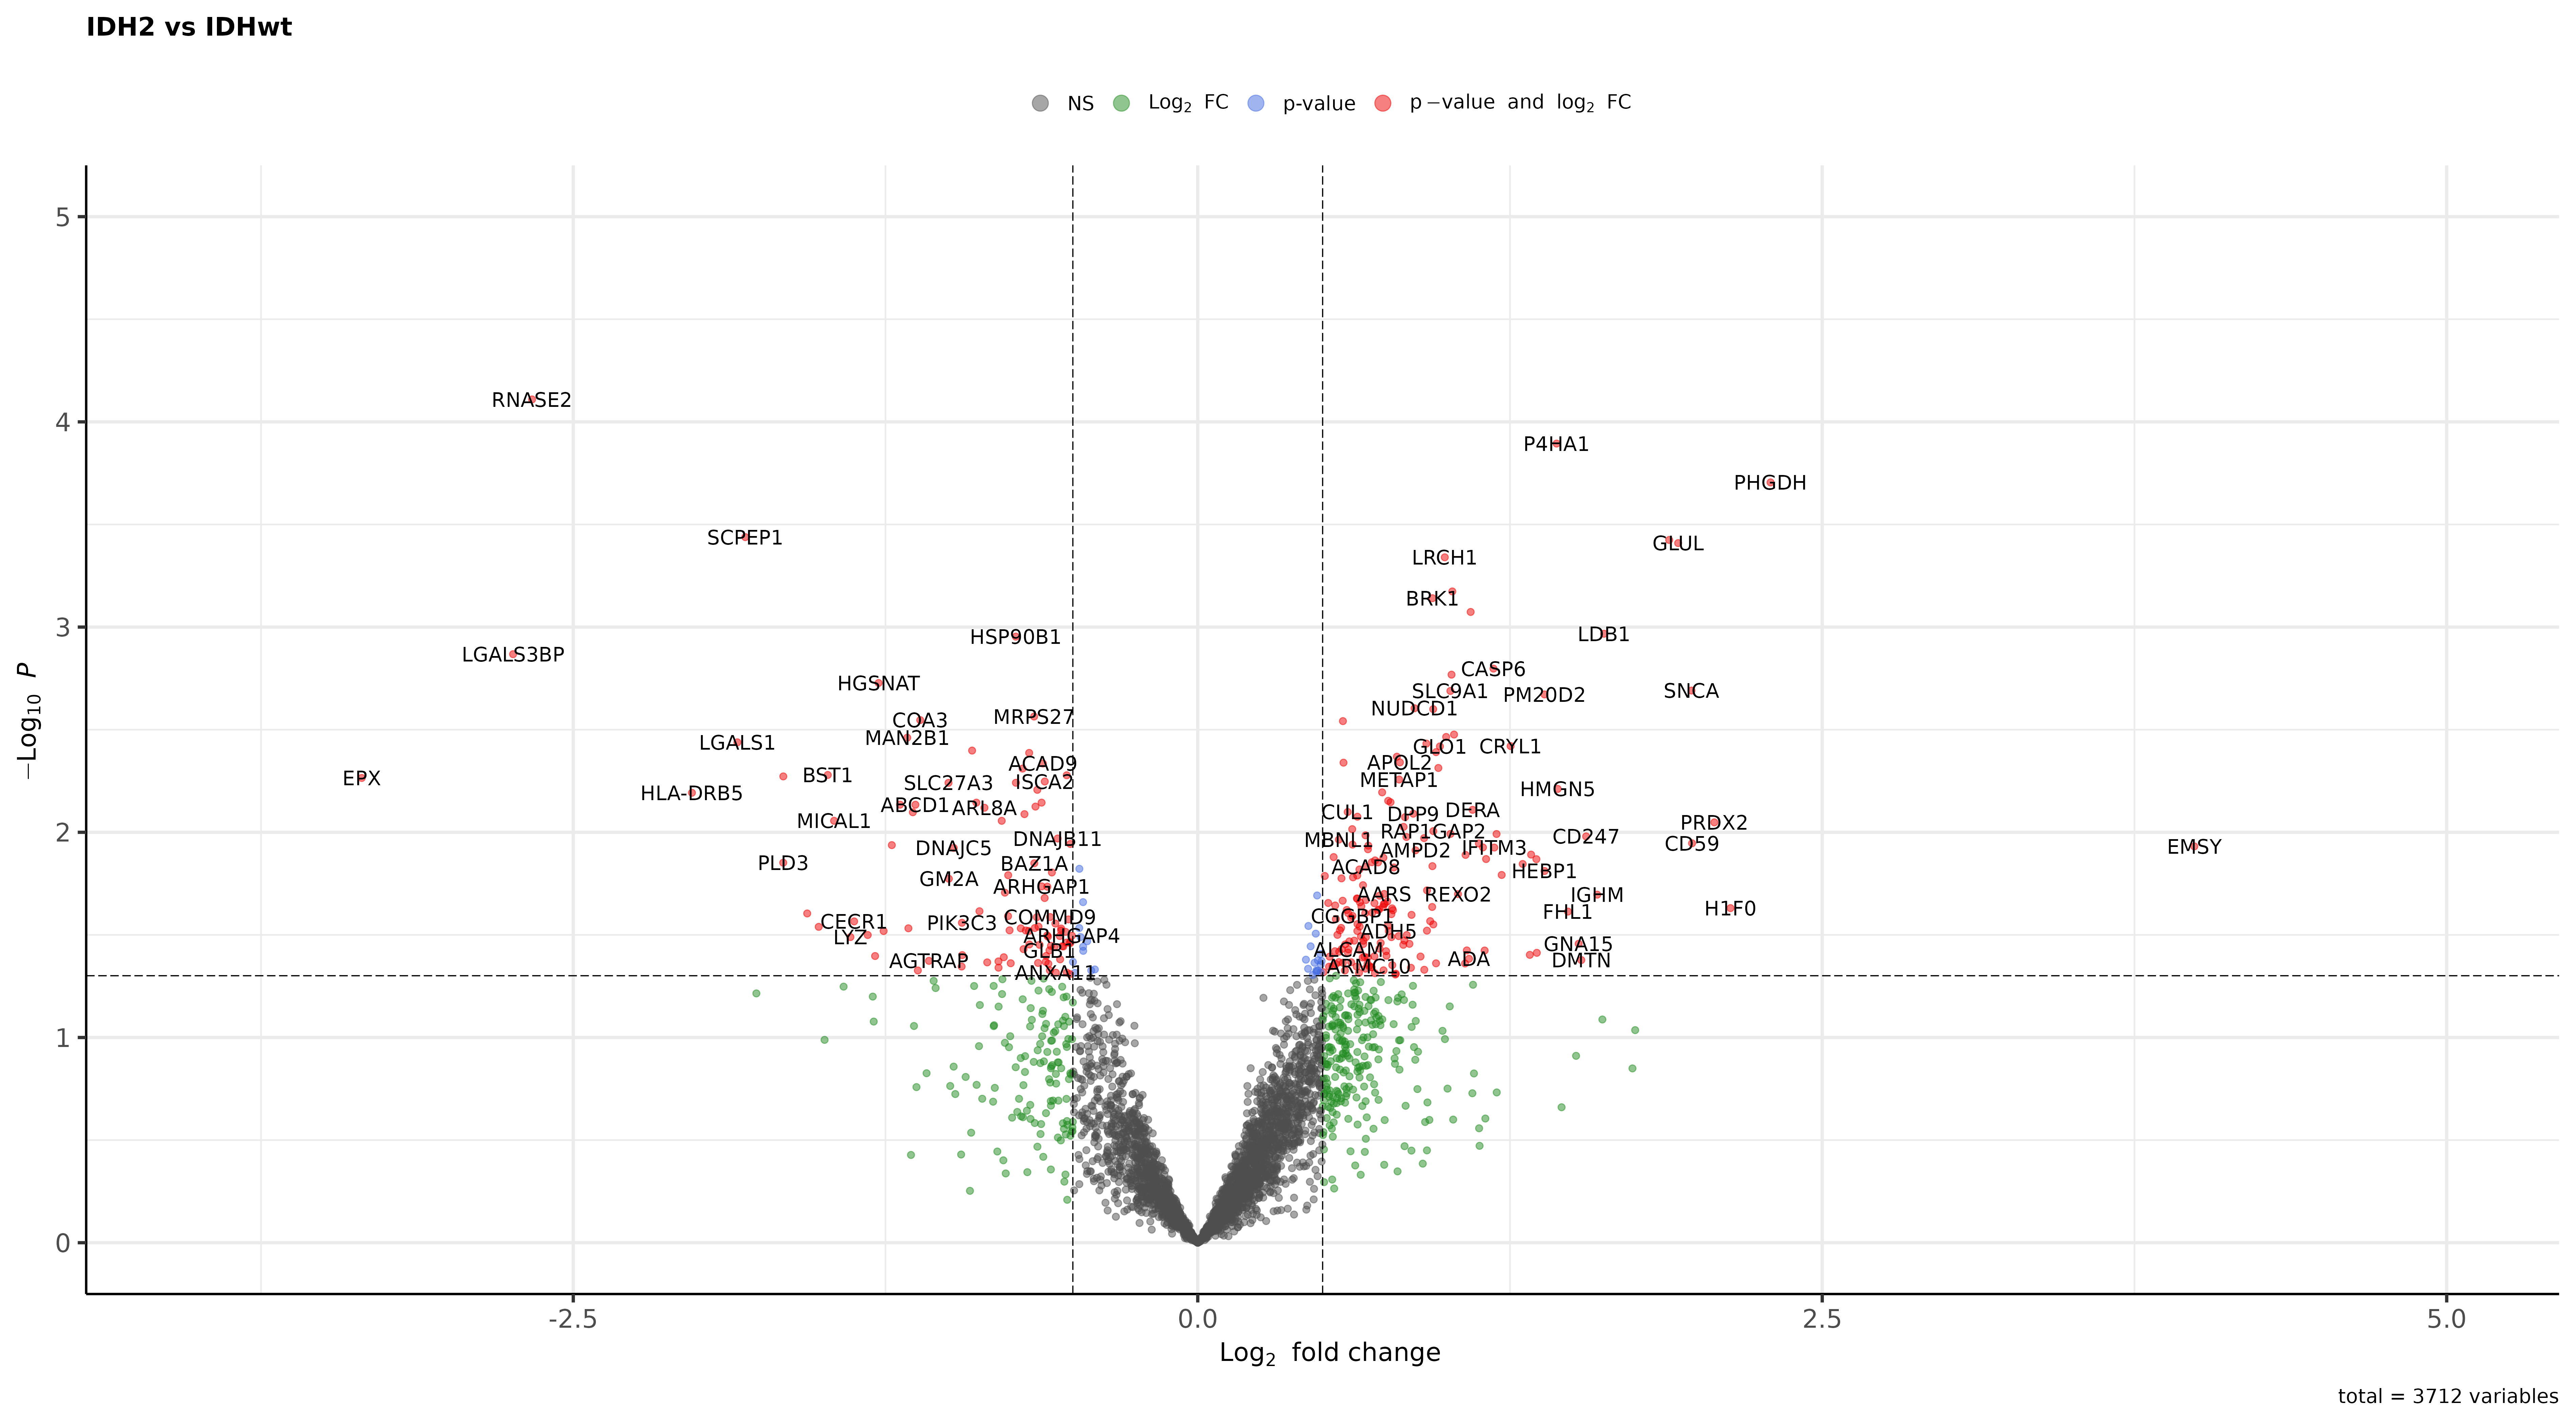 IDH2 vs IDHwt
NS Log2 FC p-value p−value and log2 FC
5
4
3
2
1
0
−Log10 P
RNASE2
P4HA1
PHGDH
SCPEP1
GLUL
LRCH1
BRK1
HSP90B1
LDB1
LGALS3BP
CASP6
HGSNAT
SLC9A1
PM20D2
SNCA
NUDCD1
MRPS27
COA3
MAN2B1
LGALS1
GLO1
CRYL1
ACAD9
APOL2
EPX
BST1
SLC27A3
ISCA2
METAP1
HLA-DRB5
HMGN5
ABCD1
ARL8A
CUL1
DPP9
DERA
MICAL1
PRDX2
RAP1GAP2
CD247
DNAJB11
MBNL1
CD59
DNAJC5
AMPD2
IFITM3
EMSY
PLD3
BAZ1A
ACAD8
HEBP1
GM2A
ARHGAP1
AARS
REXO2
IGHM
H1F0
FHL1
COMMD9
CGGBP1
CECR1
PIK3C3
LYZ
ARHGAP4
ADH5
GNA15
GLB1
ALCAM
AGTRAP
ADA
DMTN
ARMC10
ANXA11
-2.5
0.0
2.5
5.0
Log2 fold change
total = 3712 variables